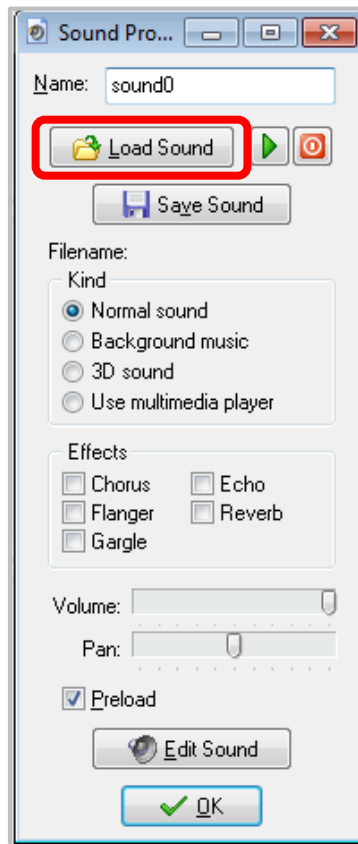 Sound Pro...
Name: sound0
Load Sound
Save Sound
Filename:
Kind
Normal sound
Background music
3D sound
Use multimedia player
Effects
Chorus Echo
Flanger Reverb
Gargle
Volume:
Pan:
Preload
Edit Sound
OK